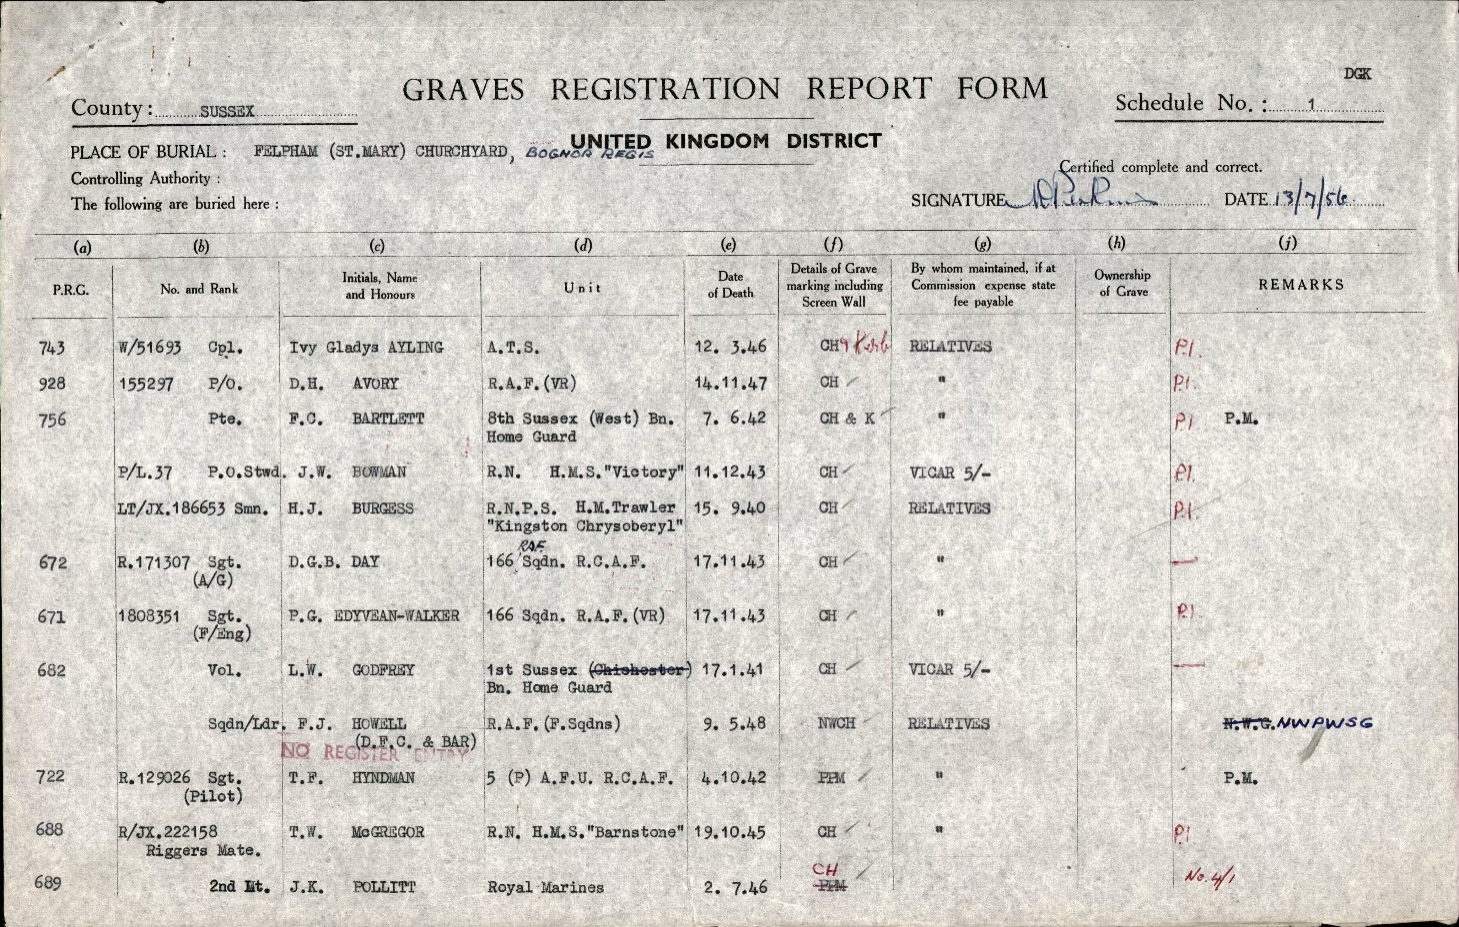 DGK
GRAVES REGISTRATION REPORT FORM
County: SUSSEX
Schedule No.: 1
UNITED KINGDOM DISTRICT
PLACE OF BURIAL: FELPHAM (ST.MARY) CHURCHYARD, BOGNOR REGIS
Certified complete and correct.
Controlling Authority:
SIGNATURE DATE 13/7/56
The following are buried here:
(a) (b) (c) (d) (e) (f) (g) (h) (j)
P.R.G. No. and Rank Initials, Name and Honours Unit Date of Death Details of Grave marking including Screen Wall By whom maintained, if at Commission expense state fee payable Ownership of Grave REMARKS
743 W/51693 Cpl. Ivy Gladys AYLING A.T.S. 12. 3.46 CH & Kerb RELATIVES P.I.
928 155297 P/O. D.H. AVORY R.A.F.(VR) 14.11.47 CH " P.I.
756 Pte. F.C. BARTLETT 8th Sussex (West) Bn. 7. 6.42 CH & K " P.I P.M.
Home Guard
P/L.37 P.O.Stwd. J.W. BOWMAN R.N. H.M.S."Victory" 11.12.43 CH VICAR 5/- P.I.
LT/JX.186653 Smn. H.J. BURGESS R.N.P.S. H.M.Trawler 15. 9.40 CH RELATIVES P.I.
"Kingston Chrysoberyl"
RAF
672 R.171307 Sgt. D.G.B. DAY 166 Sqdn. R.C.A.F. 17.11.43 CH " —
(A/G)
671 1808351 Sgt. P.G. EDYVEAN-WALKER 166 Sqdn. R.A.F.(VR) 17.11.43 CH " P.I
(F/Eng)
682 Vol. L.W. GODFREY 1st Sussex (Chichester) 17.1.41 CH VICAR 5/- —
Bn. Home Guard
Sqdn/Ldr. F.J. HOWELL R.A.F.(F.Sqdns) 9. 5.48 NWCH RELATIVES N.W.G. NWPWSG
(D.F.C. & BAR)
NO REGISTER ENTRY
722 R.129026 Sgt. T.F. HYNDMAN 5 (P) A.F.U. R.C.A.F. 4.10.42 PPM " P.M.
(Pilot)
688 R/JX.222158 T.W. McGREGOR R.N. H.M.S."Barnstone" 19.10.45 CH " P.I
Riggers Mate.
CH
689 2nd Lt. J.K. POLLITT Royal Marines 2. 7.46 PPM No. 4/1